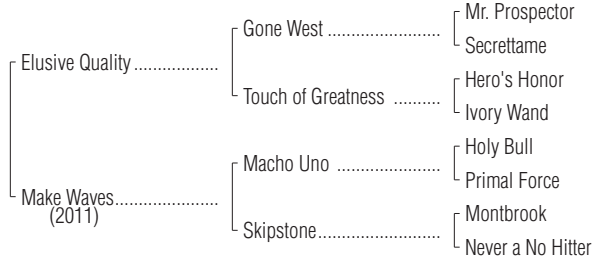 Mr. Prospector
Gone West ......................
Secrettame
Elusive Quality .................
Hero's Honor
Touch of Greatness ..........
Ivory Wand
Holy Bull
Macho Uno .....................
Primal Force
Make Waves.....................
(2011)
Montbrook
Skipstone.........................
Never a No Hitter